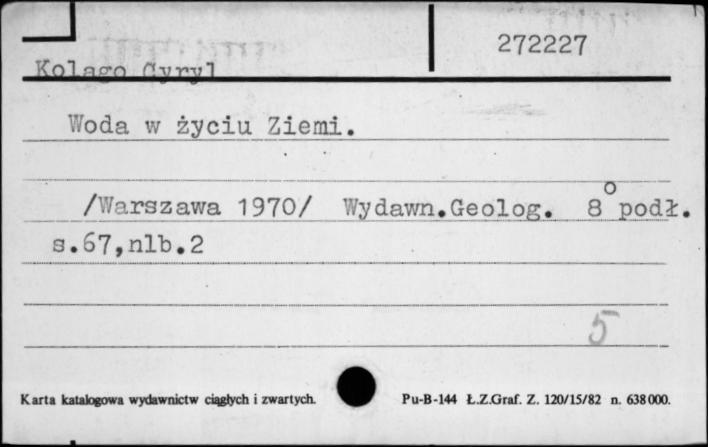 272227
Kolago Cyryl
Woda w życiu Ziemi.
/Warszawa 1970/ Wydawn.Geolog. 8° podł.
s.67,nlb.2
5
Karta katalogowa wydawnictw ciągłych i zwartych. Pu-B-144 Ł.Z.Graf. Z. 120/15/82 n. 638000.